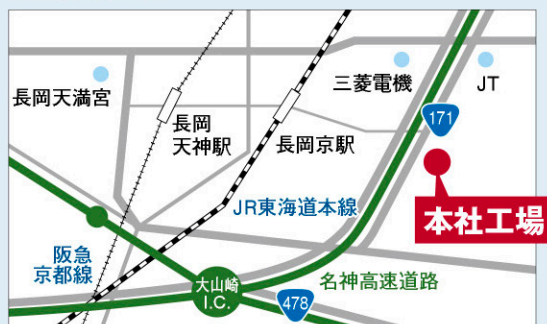 長岡天満宮
長岡
天神駅
長岡京駅
三菱電機
JT
171
本社工場
JR東海道本線
阪急
京都線
大山崎
I.C.
478
名神高速道路